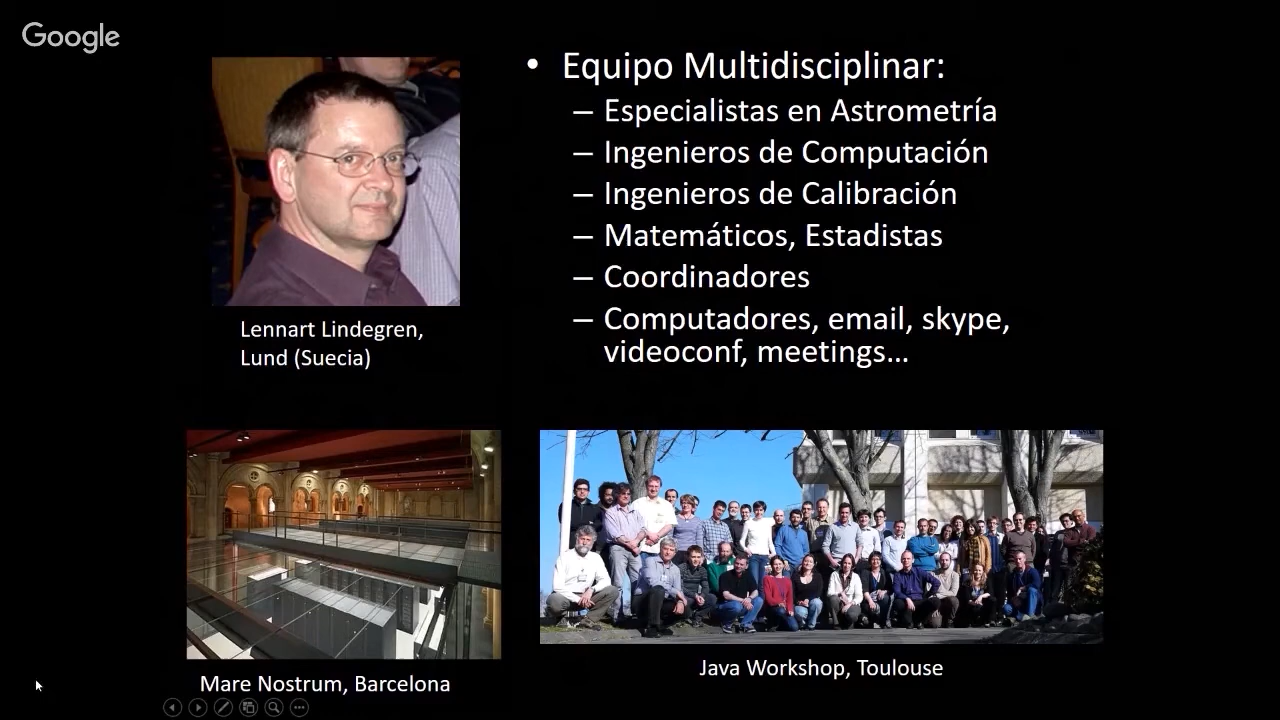 Google
• Equipo Multidisciplinar:
– Especialistas en Astrometría
– Ingenieros de Computación
– Ingenieros de Calibración
– Matemáticos, Estadistas
– Coordinadores
– Computadores, email, skype,
videoconf, meetings...
Lennart Lindegren,
Lund (Suecia)
Mare Nostrum, Barcelona
Java Workshop, Toulouse